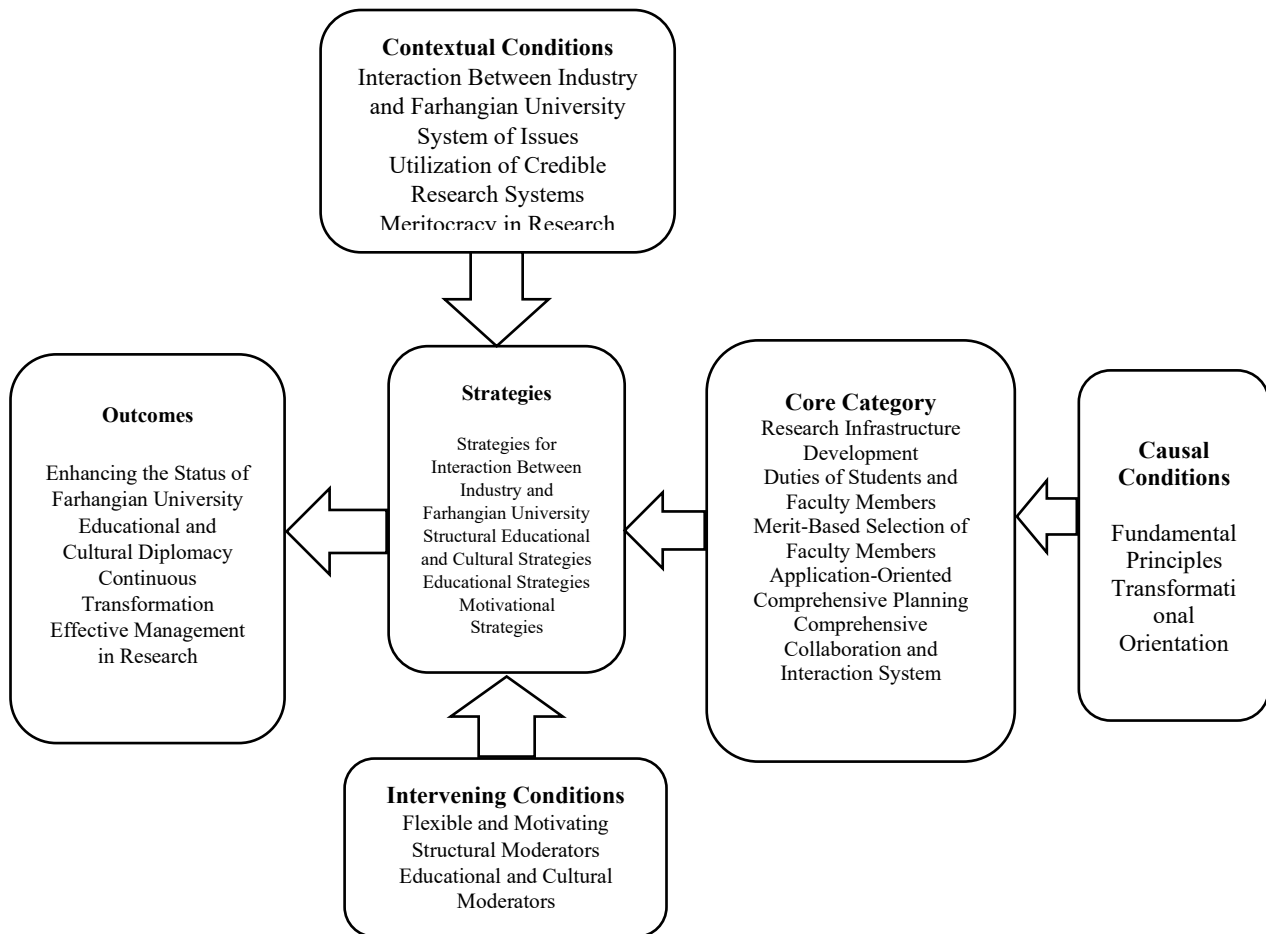 Contextual Conditions
Interaction Between Industry
and Farhangian University
System of Issues
Utilization of Credible
Research Systems
Meritocracy in Research
Outcomes
Enhancing the Status of
Farhangian University
Educational and
Cultural Diplomacy
Continuous
Transformation
Effective Management
in Research
Strategies
Strategies for
Interaction Between
Industry and
Farhangian University
Structural Educational
and Cultural Strategies
Educational Strategies
Motivational
Strategies
Core Category
Research Infrastructure
Development
Duties of Students and
Faculty Members
Merit-Based Selection of
Faculty Members
Application-Oriented
Comprehensive Planning
Comprehensive
Collaboration and
Interaction System
Causal
Conditions
Fundamental
Principles
Transformati
onal
Orientation
Intervening Conditions
Flexible and Motivating
Structural Moderators
Educational and Cultural
Moderators